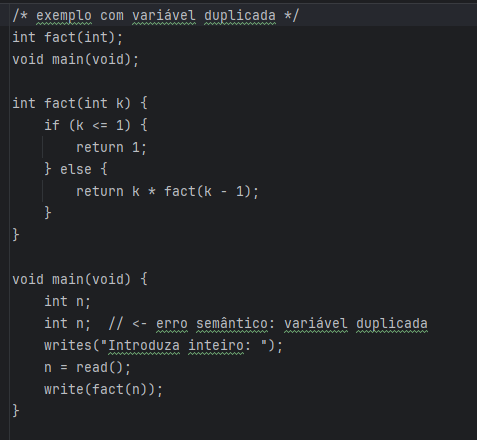 /* exemplo com variável duplicada */
int fact(int);
void main(void);

int fact(int k) {
    if (k <= 1) {
        return 1;
    } else {
        return k * fact(k - 1);
    }
}

void main(void) {
    int n;
    int n;  // <- erro semântico: variável duplicada
    writes("Introduza inteiro: ");
    n = read();
    write(fact(n));
}